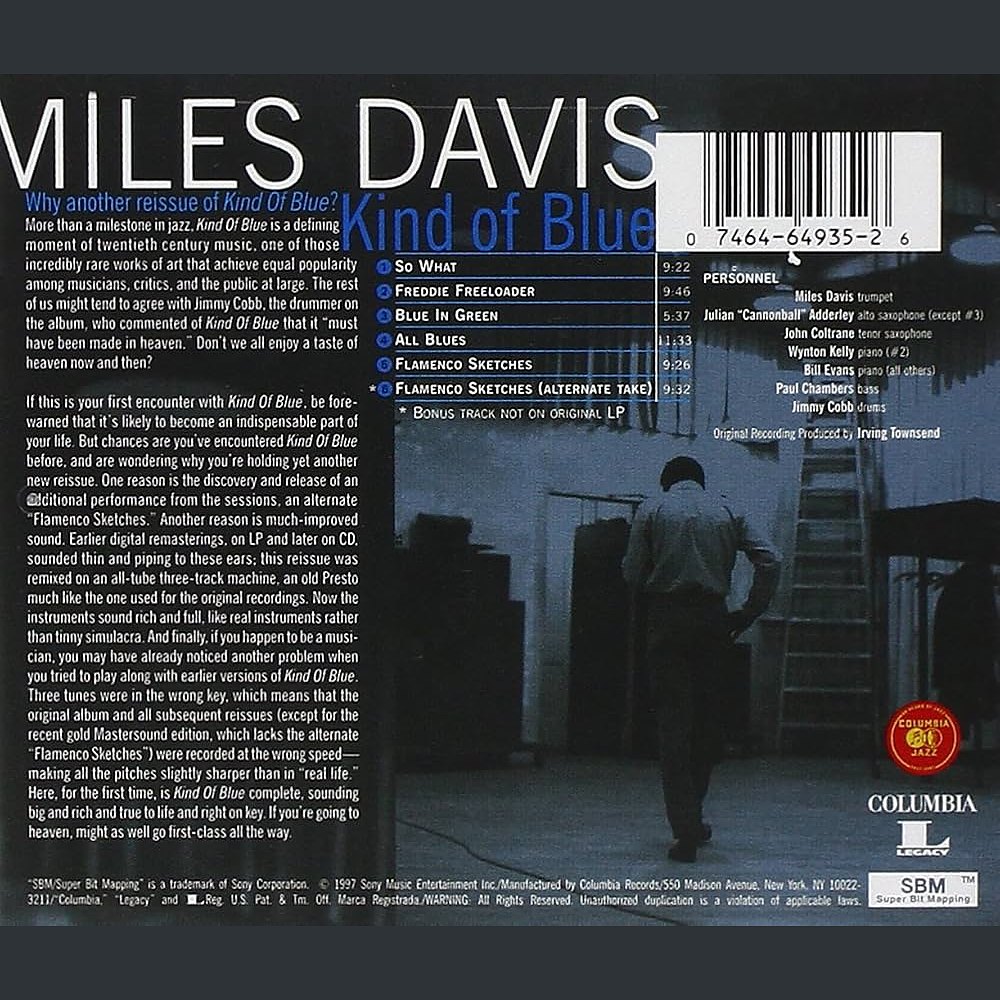 MILES DAVIS
Kind of Blue
Why another reissue of Kind Of Blue?
More than a milestone in jazz, Kind Of Blue is a defining
moment of twentieth century music, one of those
incredibly rare works of art that achieve equal popularity
among musicians, critics, and the public at large. The rest
of us might tend to agree with Jimmy Cobb, the drummer on
the album, who commented of Kind Of Blue that it “must
have been made in heaven.” Don’t we all enjoy a taste of
heaven now and then?
If this is your first encounter with Kind Of Blue, be fore-
warned that it’s likely to become an indispensable part of
your life. But chances are you’ve encountered Kind Of Blue
before, and are wondering why you’re holding yet another
new reissue. One reason is the discovery and release of an
additional performance from the sessions, an alternate
“Flamenco Sketches.” Another reason is much-improved
sound. Earlier digital remasterings, on LP and later on CD,
sounded thin and piping to these ears; this reissue was
remixed on an all-tube three-track machine, an old Presto
much like the one used for the original recordings. Now the
instruments sound rich and full, like real instruments rather
than tinny simulacra. And finally, if you happen to be a musi-
cian, you may have already noticed another problem when
you tried to play along with earlier versions of Kind Of Blue.
Three tunes were in the wrong key, which means that the
original album and all subsequent reissues (except for the
recent gold Mastersound edition, which lacks the alternate
“Flamenco Sketches”) were recorded at the wrong speed—
making all the pitches slightly sharper than in “real life.”
Here, for the first time, is Kind Of Blue complete, sounding
big and rich and true to life and right on key. If you’re going to
heaven, might as well go first-class all the way.
1 SO WHAT 9:22
2 FREDDIE FREELOADER 9:46
3 BLUE IN GREEN 5:37
4 ALL BLUES 11:33
5 FLAMENCO SKETCHES 9:26
* 6 FLAMENCO SKETCHES (ALTERNATE TAKE) 9:32
* BONUS TRACK NOT ON ORIGINAL LP
0 7464-64935-2 6
PERSONNEL
Miles Davis trumpet
Julian “Cannonball” Adderley alto saxophone (except #3)
John Coltrane tenor saxophone
Wynton Kelly piano (#2)
Bill Evans piano (all others)
Paul Chambers bass
Jimmy Cobb drums
Original Recording Produced by Irving Townsend
COLUMBIA
JAZZ
COLUMBIA
L
LEGACY
SBM TM
Super Bit Mapping
“SBM/Super Bit Mapping” is a trademark of Sony Corporation. © 1997 Sony Music Entertainment Inc./Manufactured by Columbia Records/550 Madison Avenue, New York, NY 10022-
3211/“Columbia,” “Legacy” and L Reg. U.S. Pat. & Tm. Off. Marca Registrada./WARNING: All Rights Reserved. Unauthorized duplication is a violation of applicable laws.